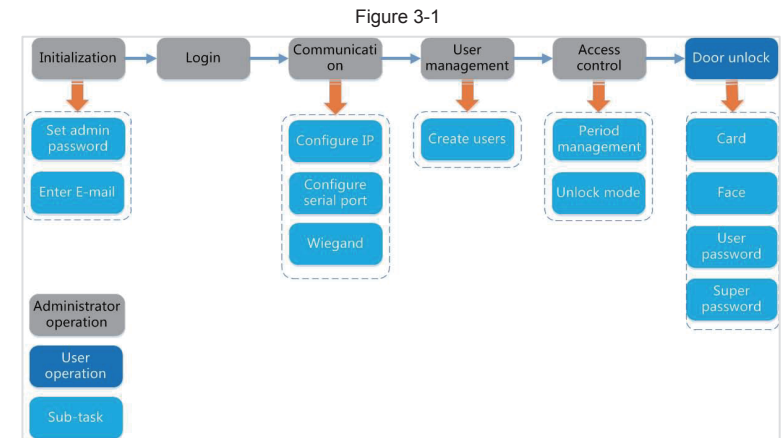 Figure 3-1
Initialization
Login
Communicati
on
User
management
Access
control
Door unlock
Set admin
password
Enter E-mail
Configure IP
Configure
serial port
Wiegand
Create users
Period
management
Unlock mode
Card
Face
User
password
Super
password
Administrator
operation
User
operation
Sub-task